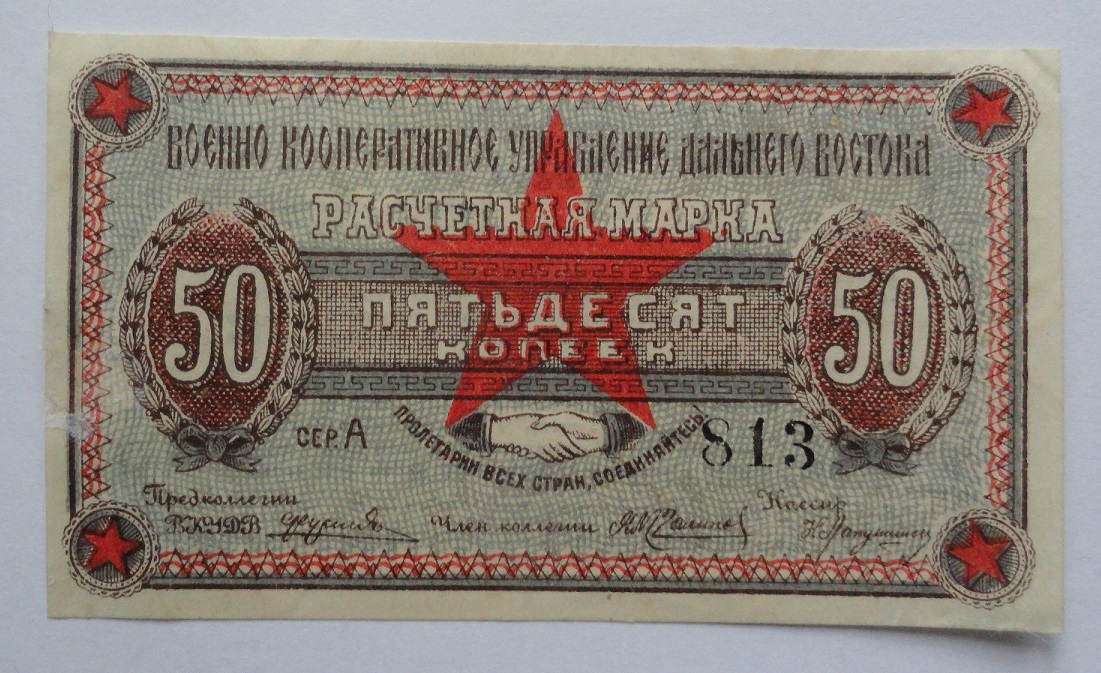 ВОЕННО КООПЕРАТИВНОЕ УПРАВЛЕНИЕ ДАЛЬНЕГО ВОСТОКА
РАСЧЕТНАЯ МАРКА
50 ПЯТЬДЕСЯТ 50
КОПЕЕК
СЕР. А
ПРОЛЕТАРИИ ВСЕХ СТРАН, СОЕДИНЯЙТЕСЬ!
813
Предколлегии
ВКУДВ
Член коллегии
Кассир